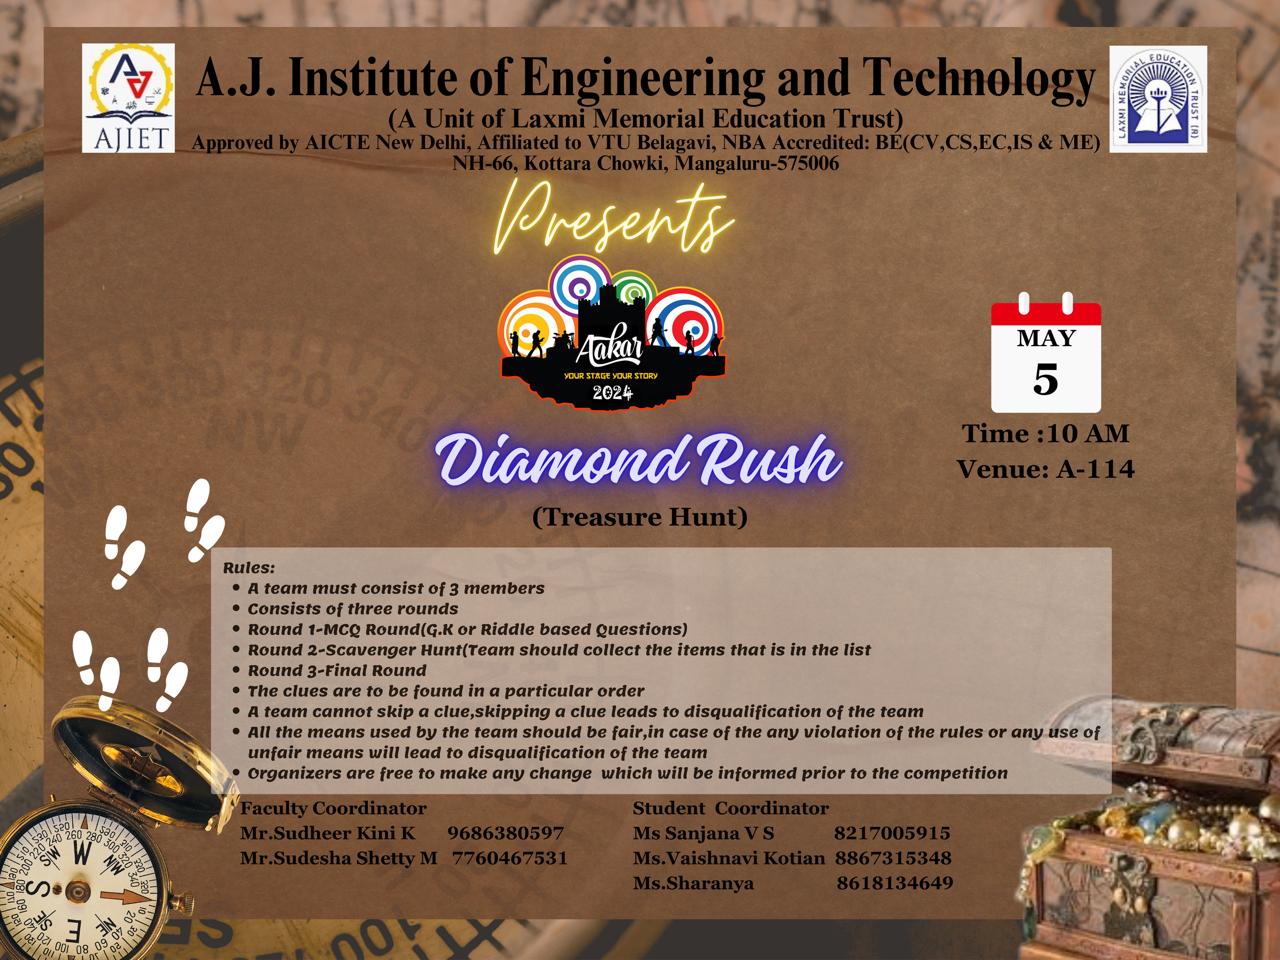 AJIET
A.J. Institute of Engineering and Technology
(A Unit of Laxmi Memorial Education Trust)
Approved by AICTE New Delhi, Affiliated to VTU Belagavi, NBA Accredited: BE(CV,CS,EC,IS & ME)
NH-66, Kottara Chowki, Mangaluru-575006
LAXMI MEMORIAL EDUCATION TRUST (R)
Presents
Aakar
YOUR STAGE YOUR STORY
2024
MAY
5
Time :10 AM
Venue: A-114
Diamond Rush
(Treasure Hunt)
Rules:
• A team must consist of 3 members
• Consists of three rounds
• Round 1-MCQ Round(G.K or Riddle based Questions)
• Round 2-Scavenger Hunt(Team should collect the items that is in the list
• Round 3-Final Round
• The clues are to be found in a particular order
• A team cannot skip a clue,skipping a clue leads to disqualification of the team
• All the means used by the team should be fair,in case of the any violation of the rules or any use of
unfair means will lead to disqualification of the team
• Organizers are free to make any change which will be informed prior to the competition
Faculty Coordinator
Mr.Sudheer Kini K 9686380597
Mr.Sudesha Shetty M 7760467531
Student Coordinator
Ms Sanjana V S 8217005915
Ms.Vaishnavi Kotian 8867315348
Ms.Sharanya 8618134649